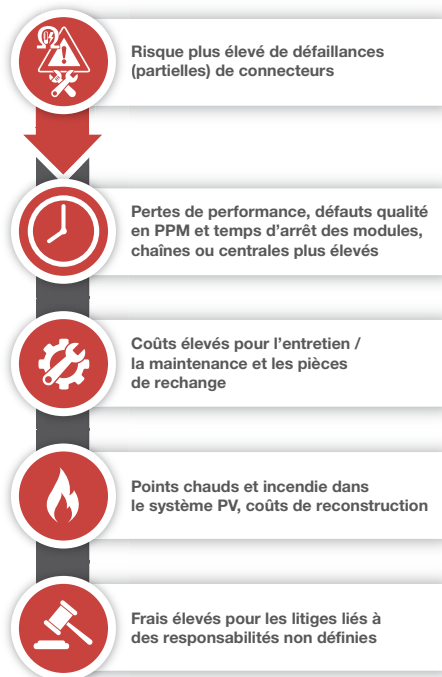 Ω
Risque plus élevé de défaillances
(partielles) de connecteurs
Pertes de performance, défauts qualité
en PPM et temps d’arrêt des modules,
chaînes ou centrales plus élevés
Coûts élevés pour l’entretien /
la maintenance et les pièces
de rechange
Points chauds et incendie dans
le système PV, coûts de reconstruction
Frais élevés pour les litiges liés à
des responsabilités non définies